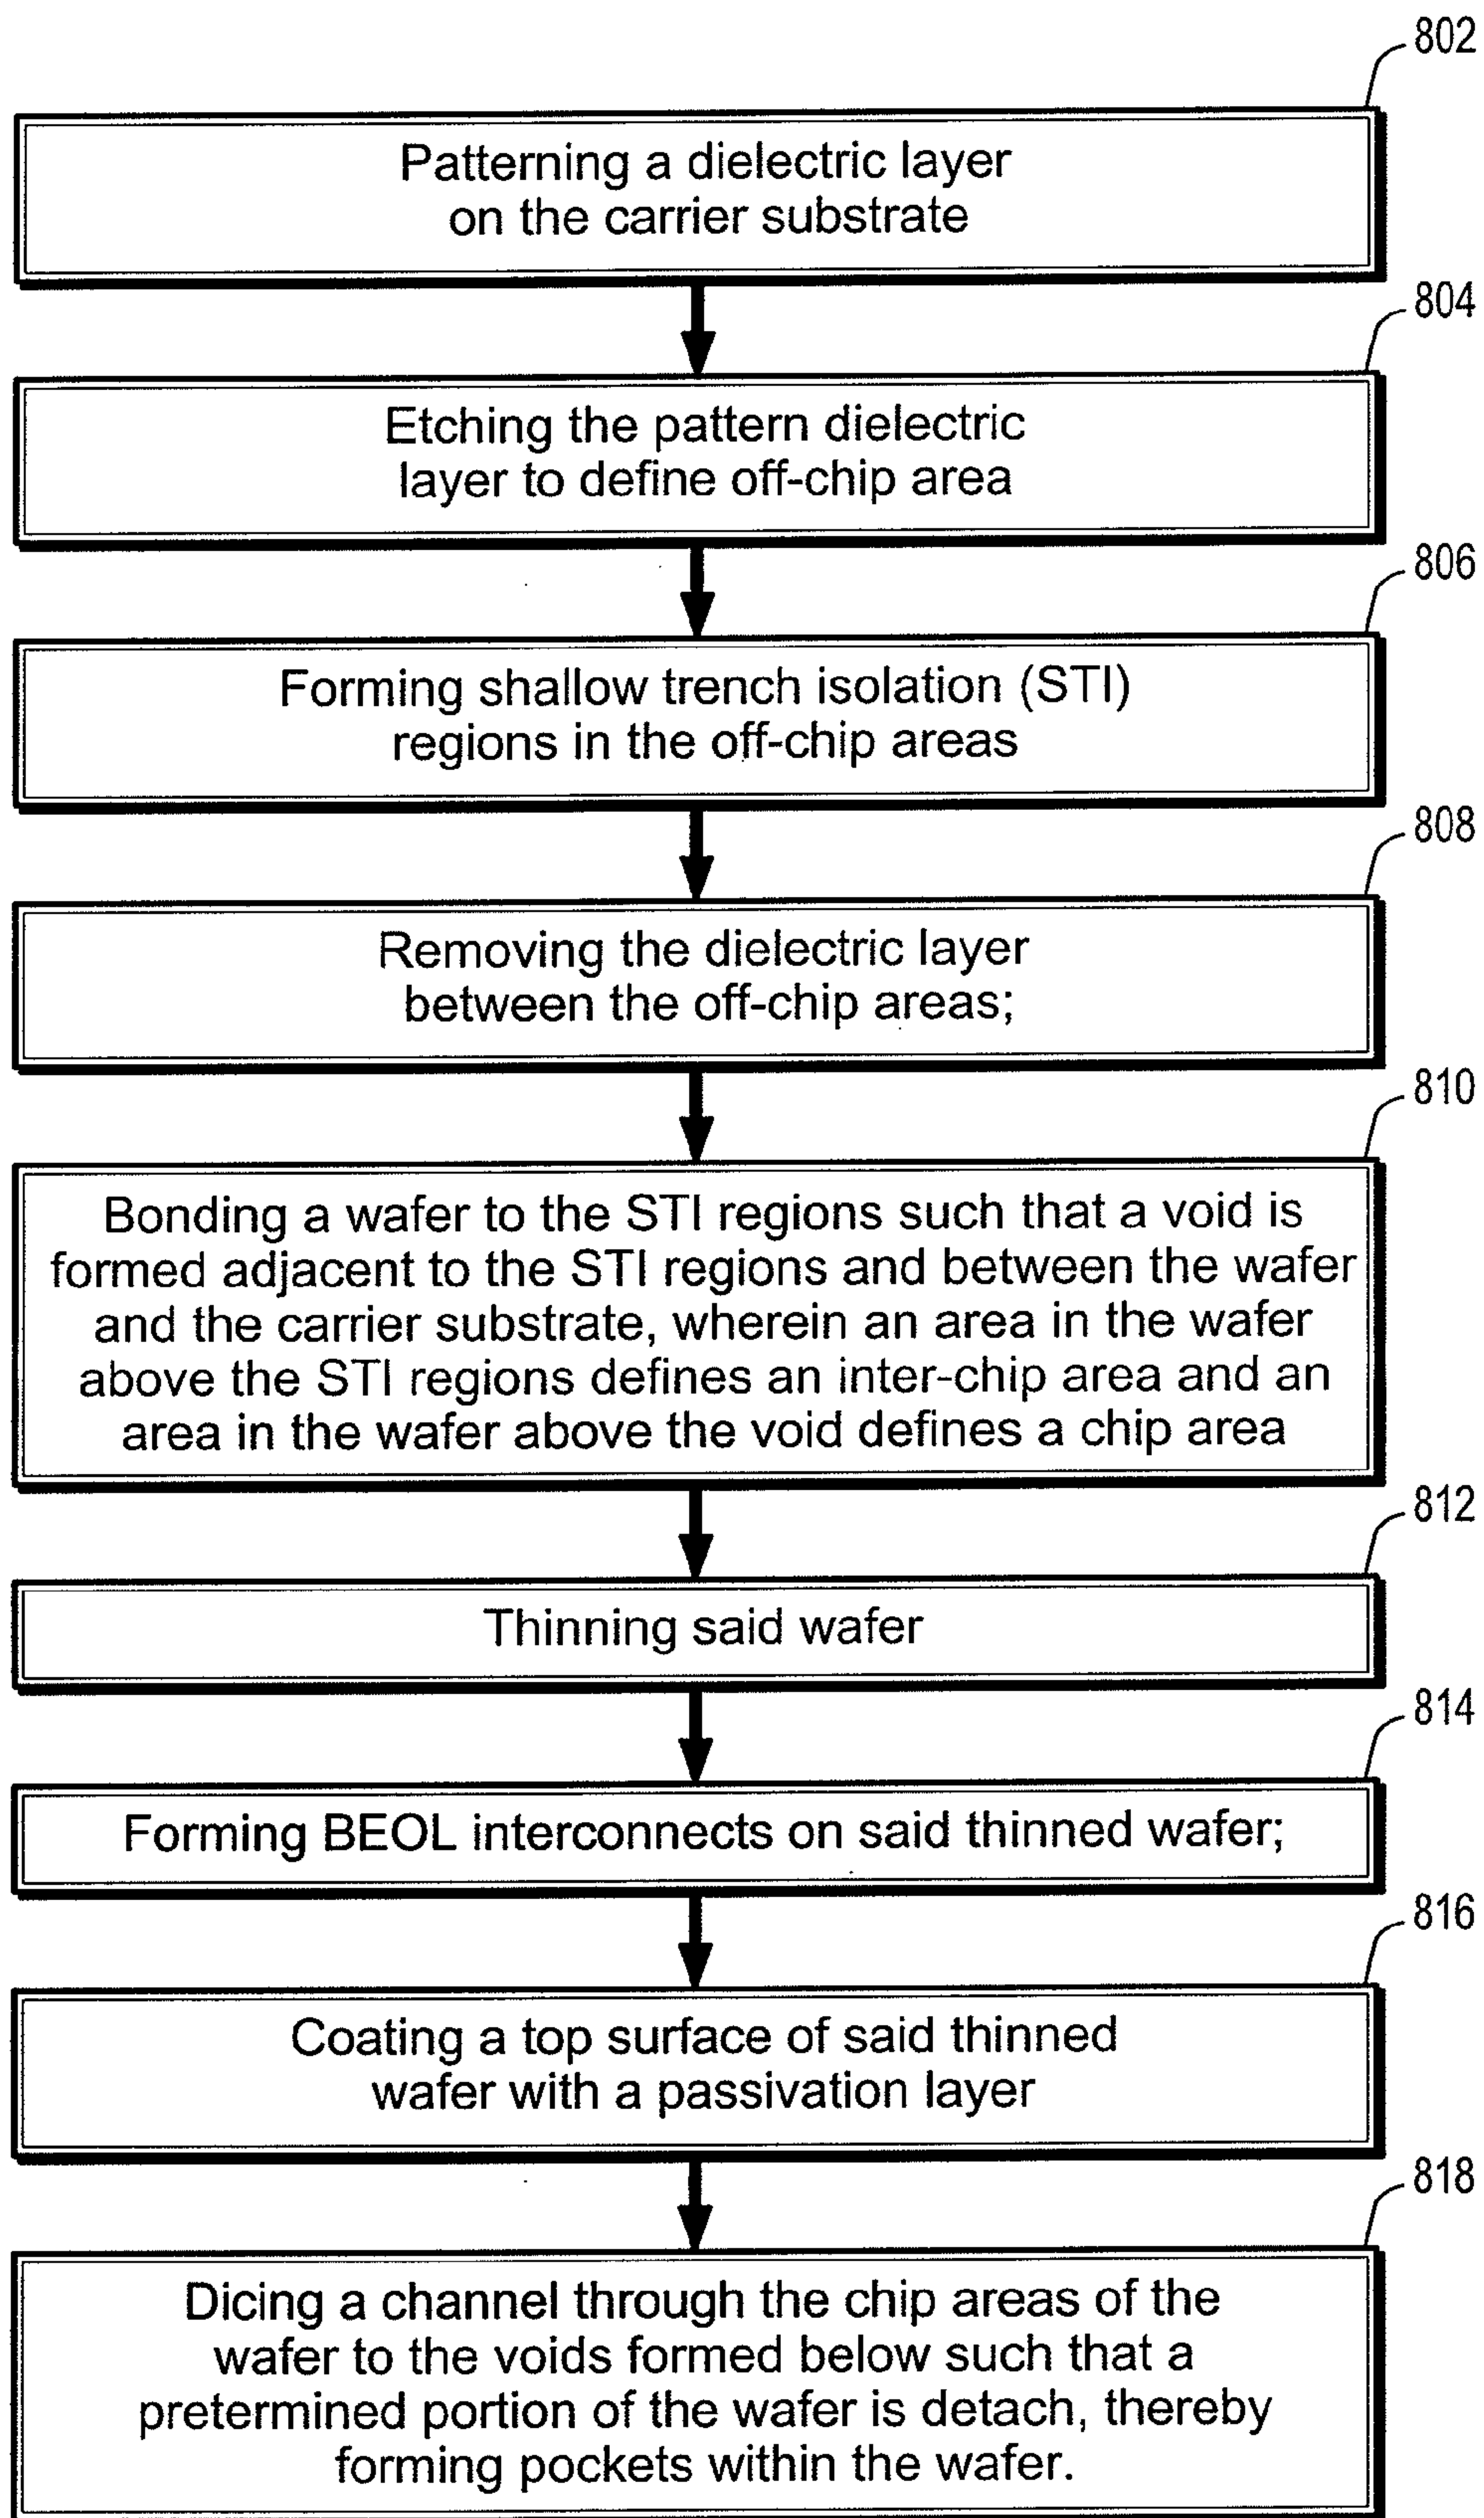 802
Patterning a dielectric layer
on the carrier substrate
804
Etching the pattern dielectric
layer to define off-chip area
806
Forming shallow trench isolation (STI)
regions in the off-chip areas
808
Removing the dielectric layer
between the off-chip areas;
810
Bonding a wafer to the STI regions such that a void is
formed adjacent to the STI regions and between the wafer
and the carrier substrate, wherein an area in the wafer
above the STI regions defines an inter-chip area and an
area in the wafer above the void defines a chip area
812
Thinning said wafer
814
Forming BEOL interconnects on said thinned wafer;
816
Coating a top surface of said thinned
wafer with a passivation layer
818
Dicing a channel through the chip areas of the
wafer to the voids formed below such that a
pretermined portion of the wafer is detach, thereby
forming pockets within the wafer.